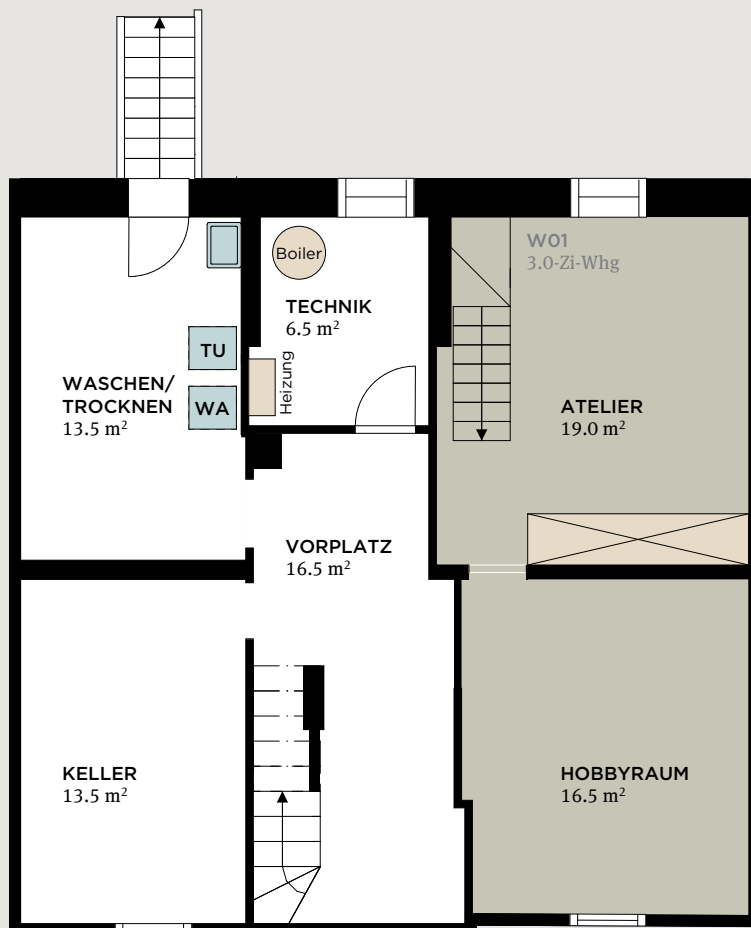 W01
3.0-Zi-Whg
Boiler
TECHNIK
6.5 m²
Heizung
TU
WA
WASCHEN/
TROCKNEN
13.5 m²
ATELIER
19.0 m²
VORPLATZ
16.5 m²
KELLER
13.5 m²
HOBBYRAUM
16.5 m²